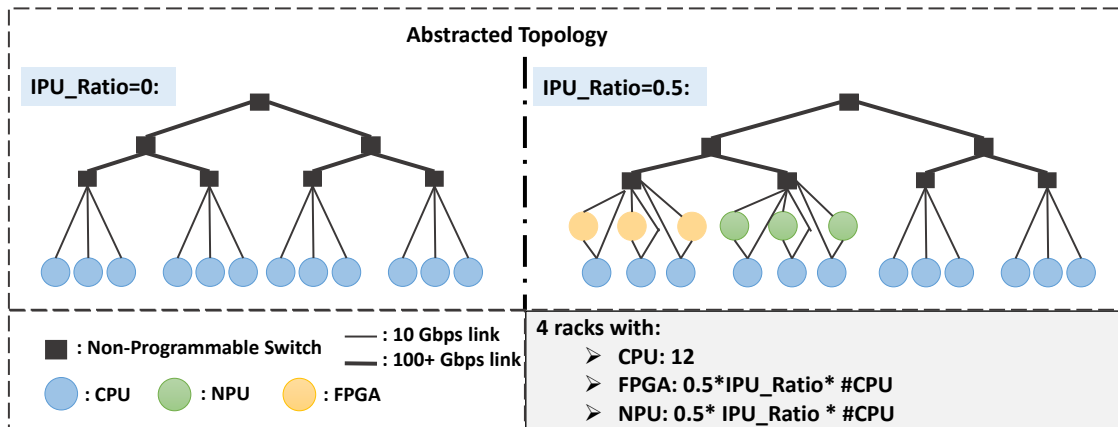 Abstracted Topology
IPU_Ratio=0:
IPU_Ratio=0.5:
: Non-Programmable Switch
: 10 Gbps link
: 100+ Gbps link
: CPU
: NPU
: FPGA
4 racks with:
➢ CPU: 12
➢ FPGA: 0.5*IPU_Ratio* #CPU
➢ NPU: 0.5* IPU_Ratio * #CPU